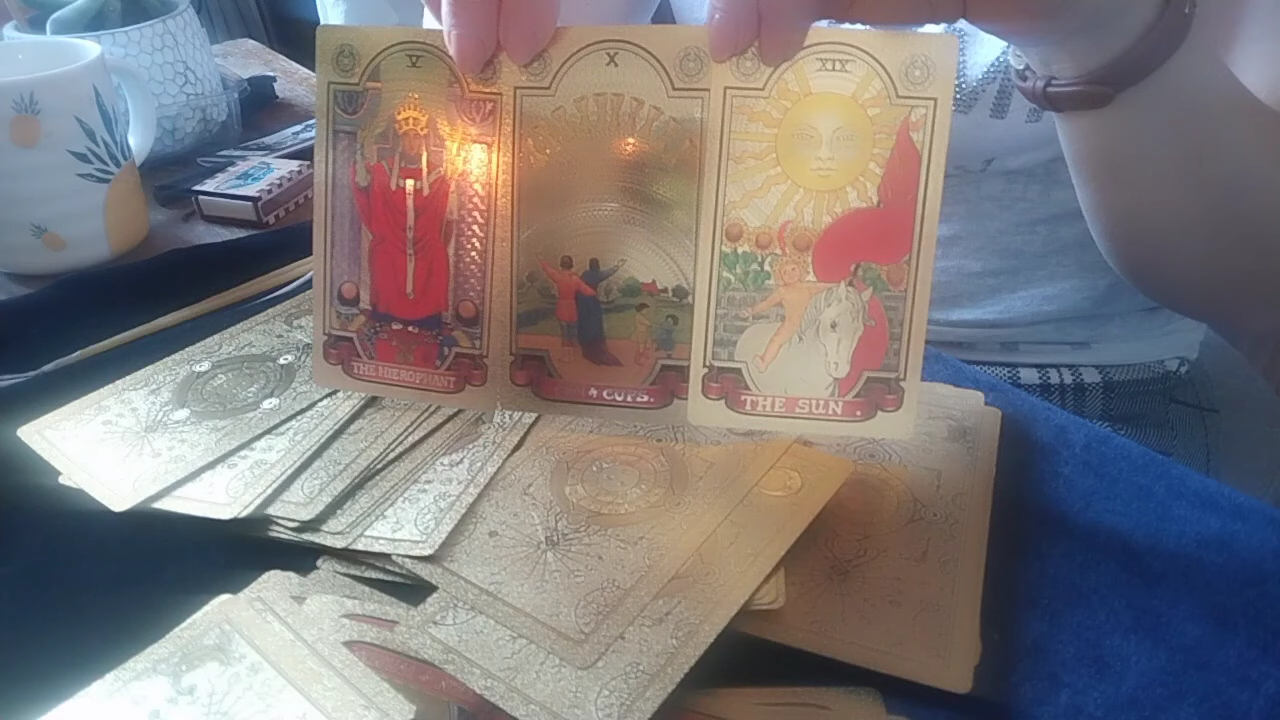 V
THE HIEROPHANT
X
CUPS.
XIX
THE SUN .